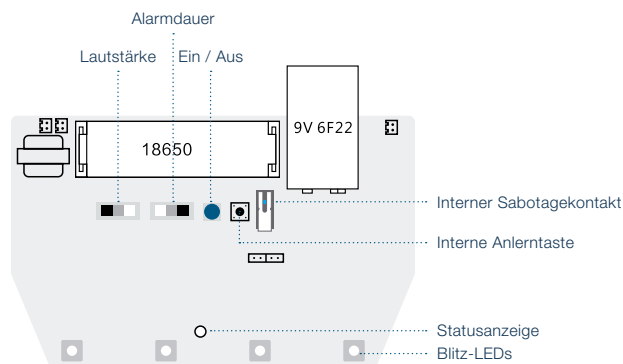 Alarmdauer
Lautstärke
Ein / Aus
9V 6F22
18650
Interner Sabotagekontakt
Interne Anlerntaste
Statusanzeige
Blitz-LEDs